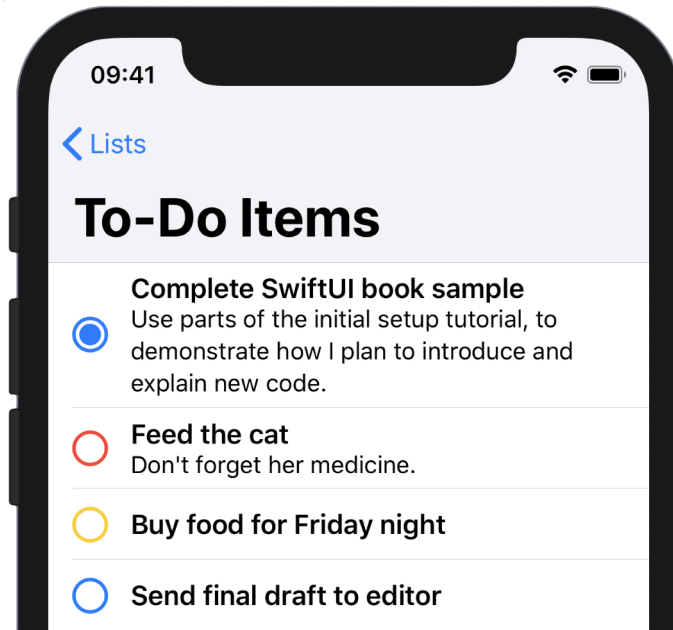 09:41
Lists
To-Do Items
Complete SwiftUI book sample
Use parts of the initial setup tutorial, to
demonstrate how I plan to introduce and
explain new code.
Feed the cat
Don't forget her medicine.
Buy food for Friday night
Send final draft to editor